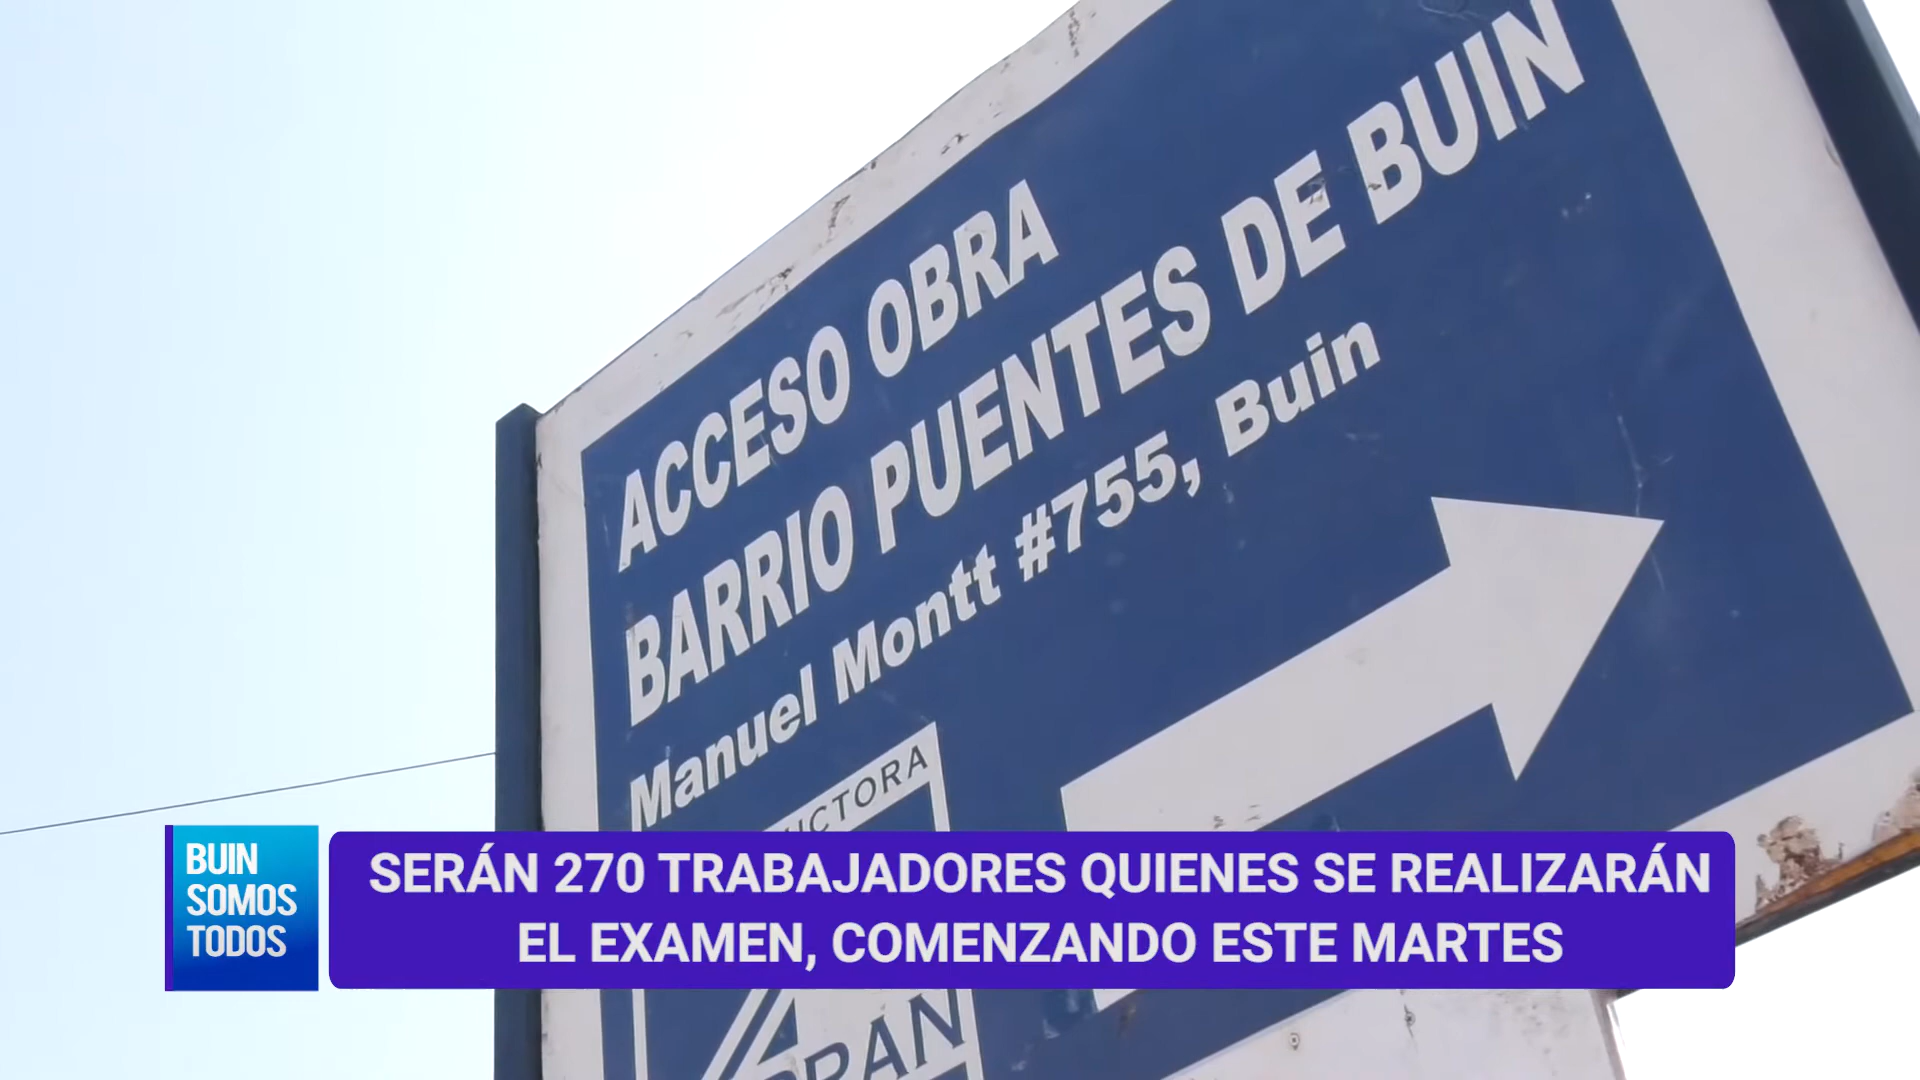 ACCESO OBRA
BARRIO PUENTES DE BUIN
Manuel Montt #755, Buin
BUIN
SOMOS
TODOS
SERÁN 270 TRABAJADORES QUIENES SE REALIZARÁN
EL EXAMEN, COMENZANDO ESTE MARTES